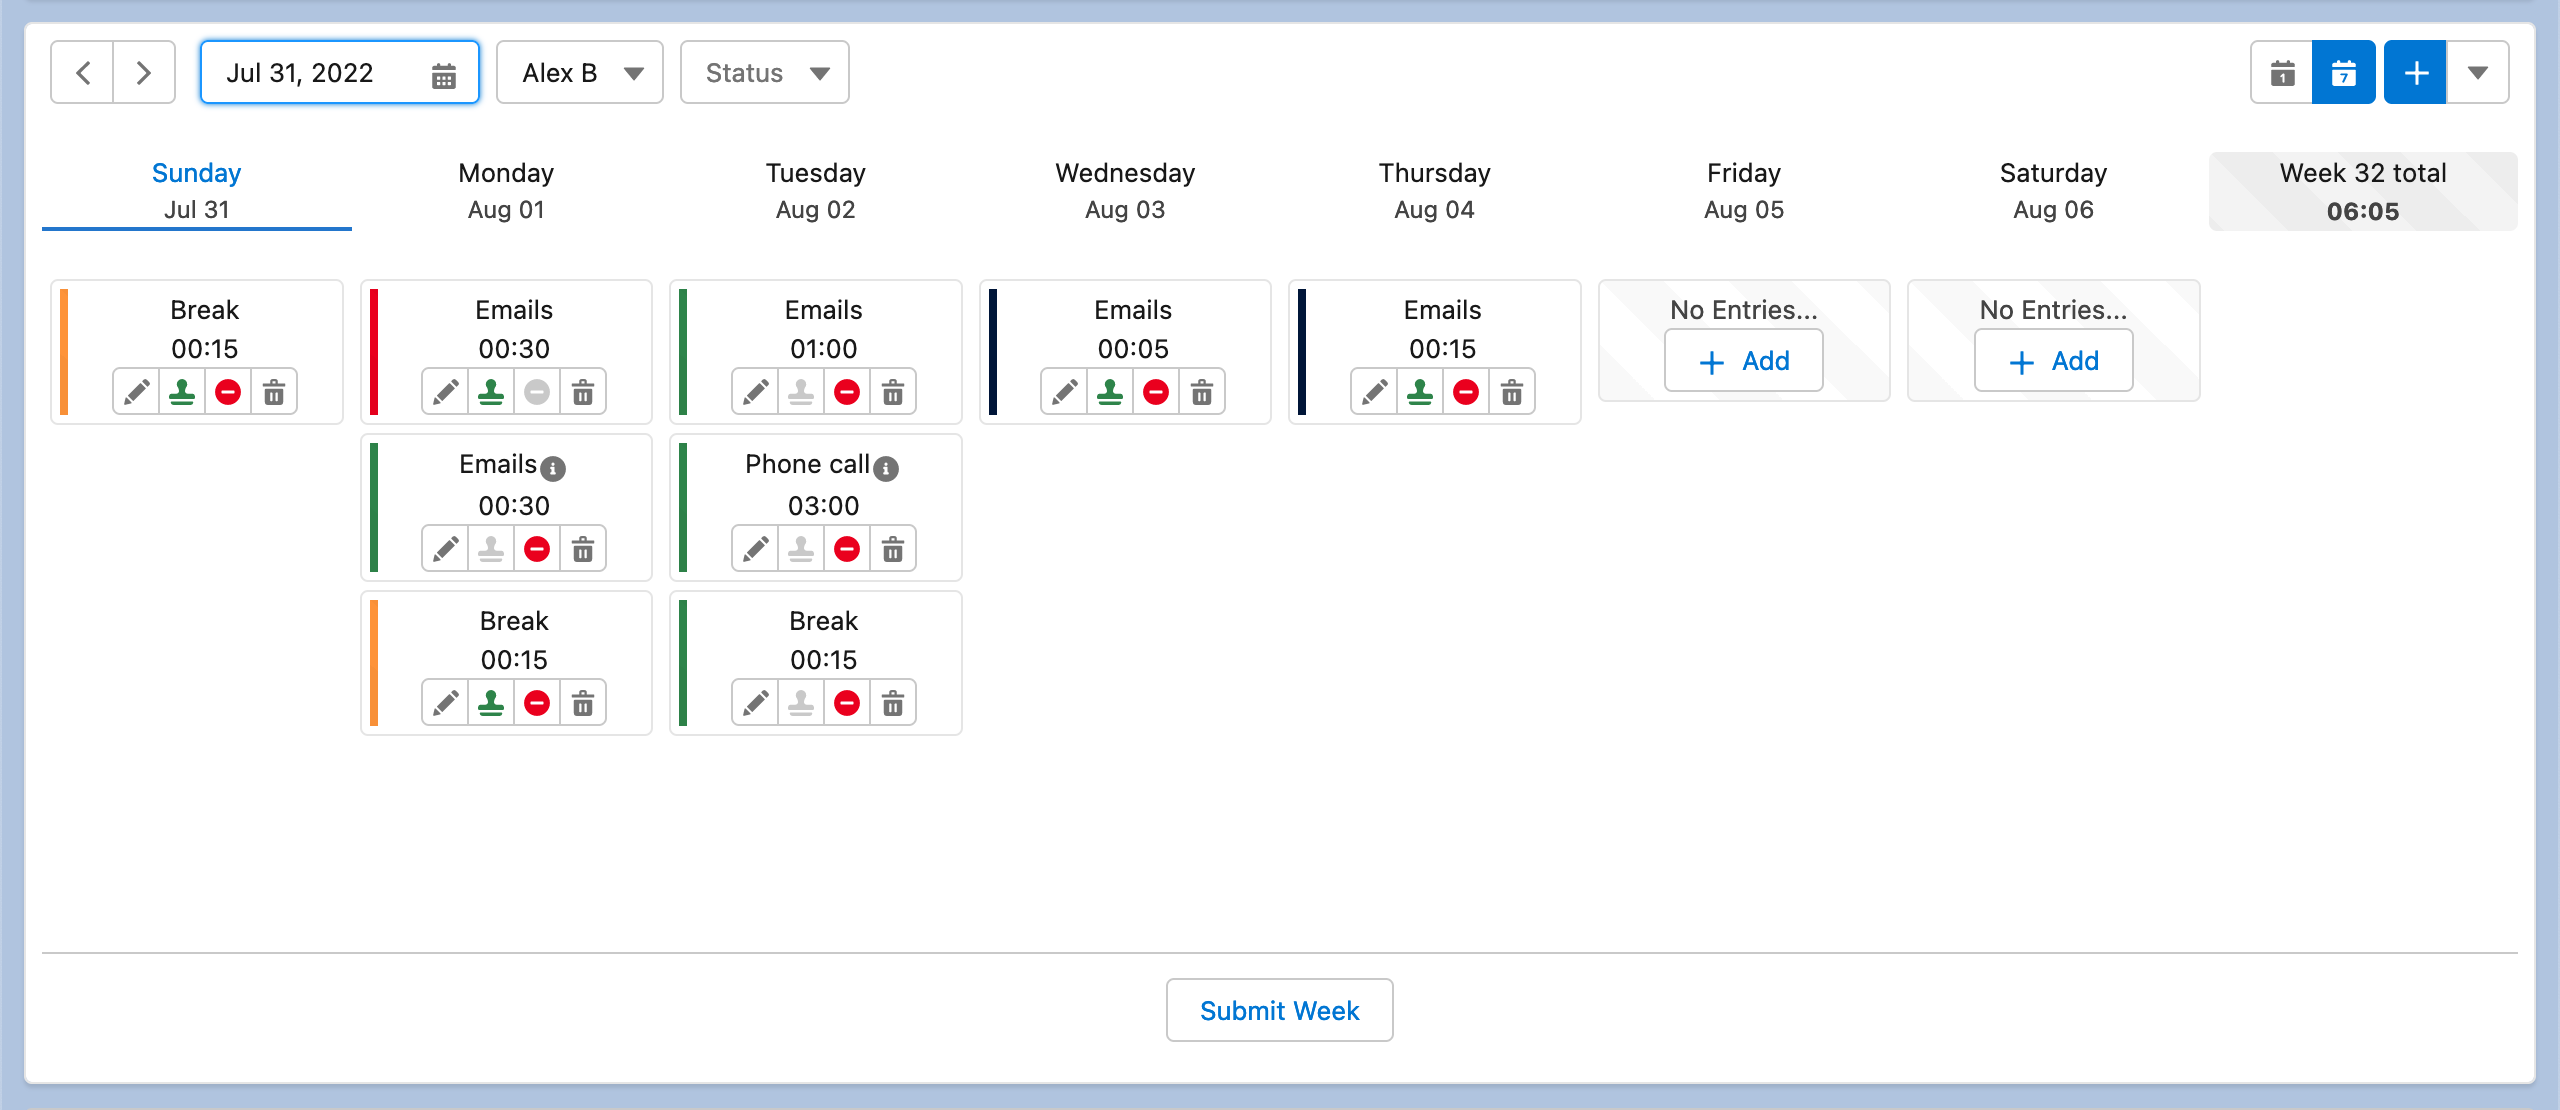 Jul 31, 2022
Alex B
Status
1
7
Sunday
Jul 31
Monday
Aug 01
Tuesday
Aug 02
Wednesday
Aug 03
Thursday
Aug 04
Friday
Aug 05
Saturday
Aug 06
Week 32 total
06:05
Break
00:15
Emails
00:30
Emails
00:30
Break
00:15
Emails
01:00
Phone call
03:00
Break
00:15
Emails
00:05
Emails
00:15
No Entries...
Add
No Entries...
Add
Submit Week